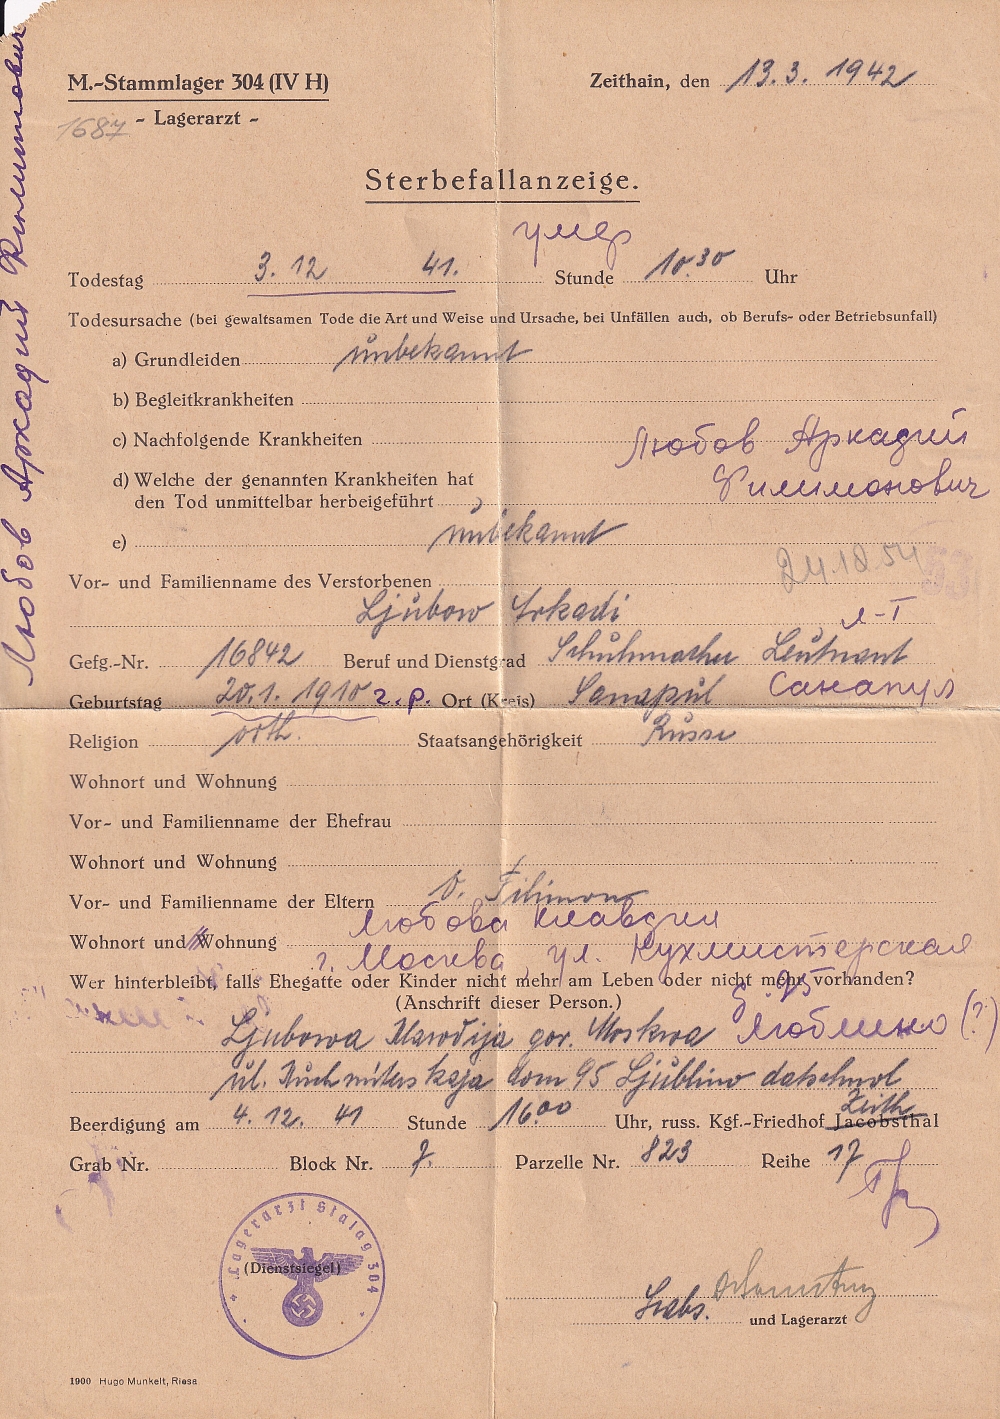 Любов Аркадий Филимонович
M.-Stammlager 304 (IV H)
Zeithain, den 13. 3. 1942
1687 - Lagerarzt -
Sterbefallanzeige.
умер
Todestag 3. 12 41. Stunde 10.30 Uhr
Todesursache (bei gewaltsamen Tode die Art und Weise und Ursache, bei Unfällen auch, ob Berufs- oder Betriebsunfall)
a) Grundleiden unbekannt
b) Begleitkrankheiten
c) Nachfolgende Krankheiten
Любов Аркадий
d) Welche der genannten Krankheiten hat
Филимонович
den Tod unmittelbar herbeigeführt
e) unbekannt
Vor- und Familienname des Verstorbenen
Ljubow Arkadi
л-т
Gefg.-Nr. 16842 Beruf und Dienstgrad Schuhmacher Leutnant
Geburtstag 20. 1. 1910 г.р. Ort (Kreis) Sanapul Санапул
Religion orth. Staatsangehörigkeit Russe
Wohnort und Wohnung
Vor- und Familienname der Ehefrau
Wohnort und Wohnung
Vor- und Familienname der Eltern V. Filimon
Любова Клавдия
Wohnort und Wohnung
г. Москва, ул. Кухмистерская
Wer hinterbleibt, falls Ehegatte oder Kinder nicht mehr am Leben oder nicht mehr vorhanden?
95
(Anschrift dieser Person.)
Ljubowa Klawdija gor. Moskwa Люблино (?)
ul. Kuchmiterskaja dom 95 Ljublino
Beerdigung am 4. 12. 41 Stunde 16.00 Uhr, russ. Kgf.-Friedhof Jacobsthal Zeith.
Grab Nr. Block Nr. 7. Parzelle Nr. 823 Reihe 17
Lagerarzt Stalag 304
(Dienstsiegel)
und Lagerarzt
1900 Hugo Munkelt, Riesa